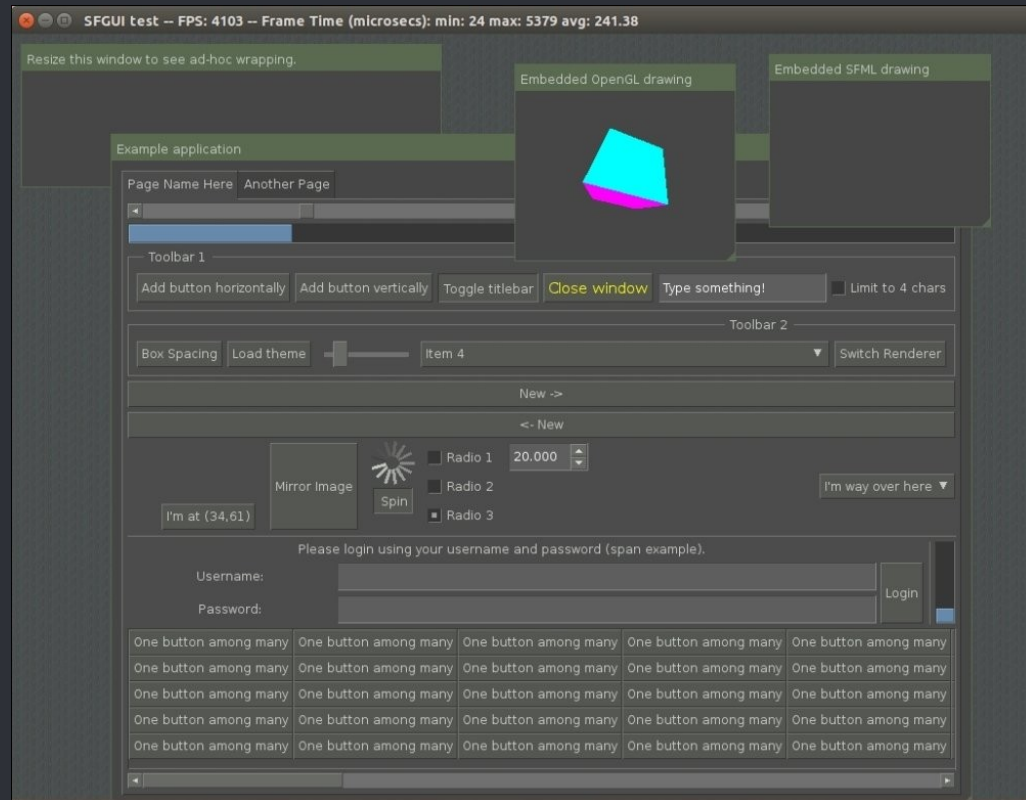 SFGUI test -- FPS: 4103 -- Frame Time (microsecs): min: 24 max: 5379 avg: 241.38
Resize this window to see ad-hoc wrapping.
Embedded OpenGL drawing
Embedded SFML drawing
Example application
Page Name Here Another Page
Toolbar 1
Add button horizontally Add button vertically Toggle titlebar Close window Type something! Limit to 4 chars
Toolbar 2
Box Spacing Load theme Item 4 Switch Renderer
New ->
<- New
Mirror Image
Spin
I'm at (34,61)
Radio 1 20.000
Radio 2
Radio 3
I'm way over here
Please login using your username and password (span example).
Username:
Password:
Login
One button among many One button among many One button among many One button among many One button among many
One button among many One button among many One button among many One button among many One button among many
One button among many One button among many One button among many One button among many One button among many
One button among many One button among many One button among many One button among many One button among many
One button among many One button among many One button among many One button among many One button among many